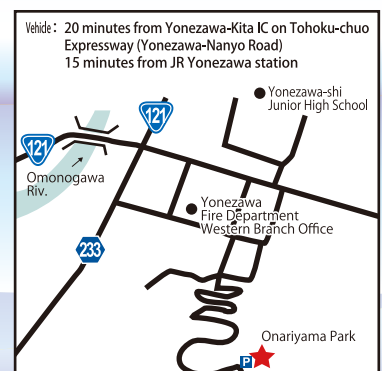 Vehicle: 20 minutes from Yonezawa-Kita IC on Tohoku-chuo
Expressway (Yonezawa-Nanyo Road)
15 minutes from JR Yonezawa station
Yonezawa-shi
Junior High School
121
121
Omonogawa
Riv.
Yonezawa
Fire Department
Western Branch Office
233
Onariyama Park
P